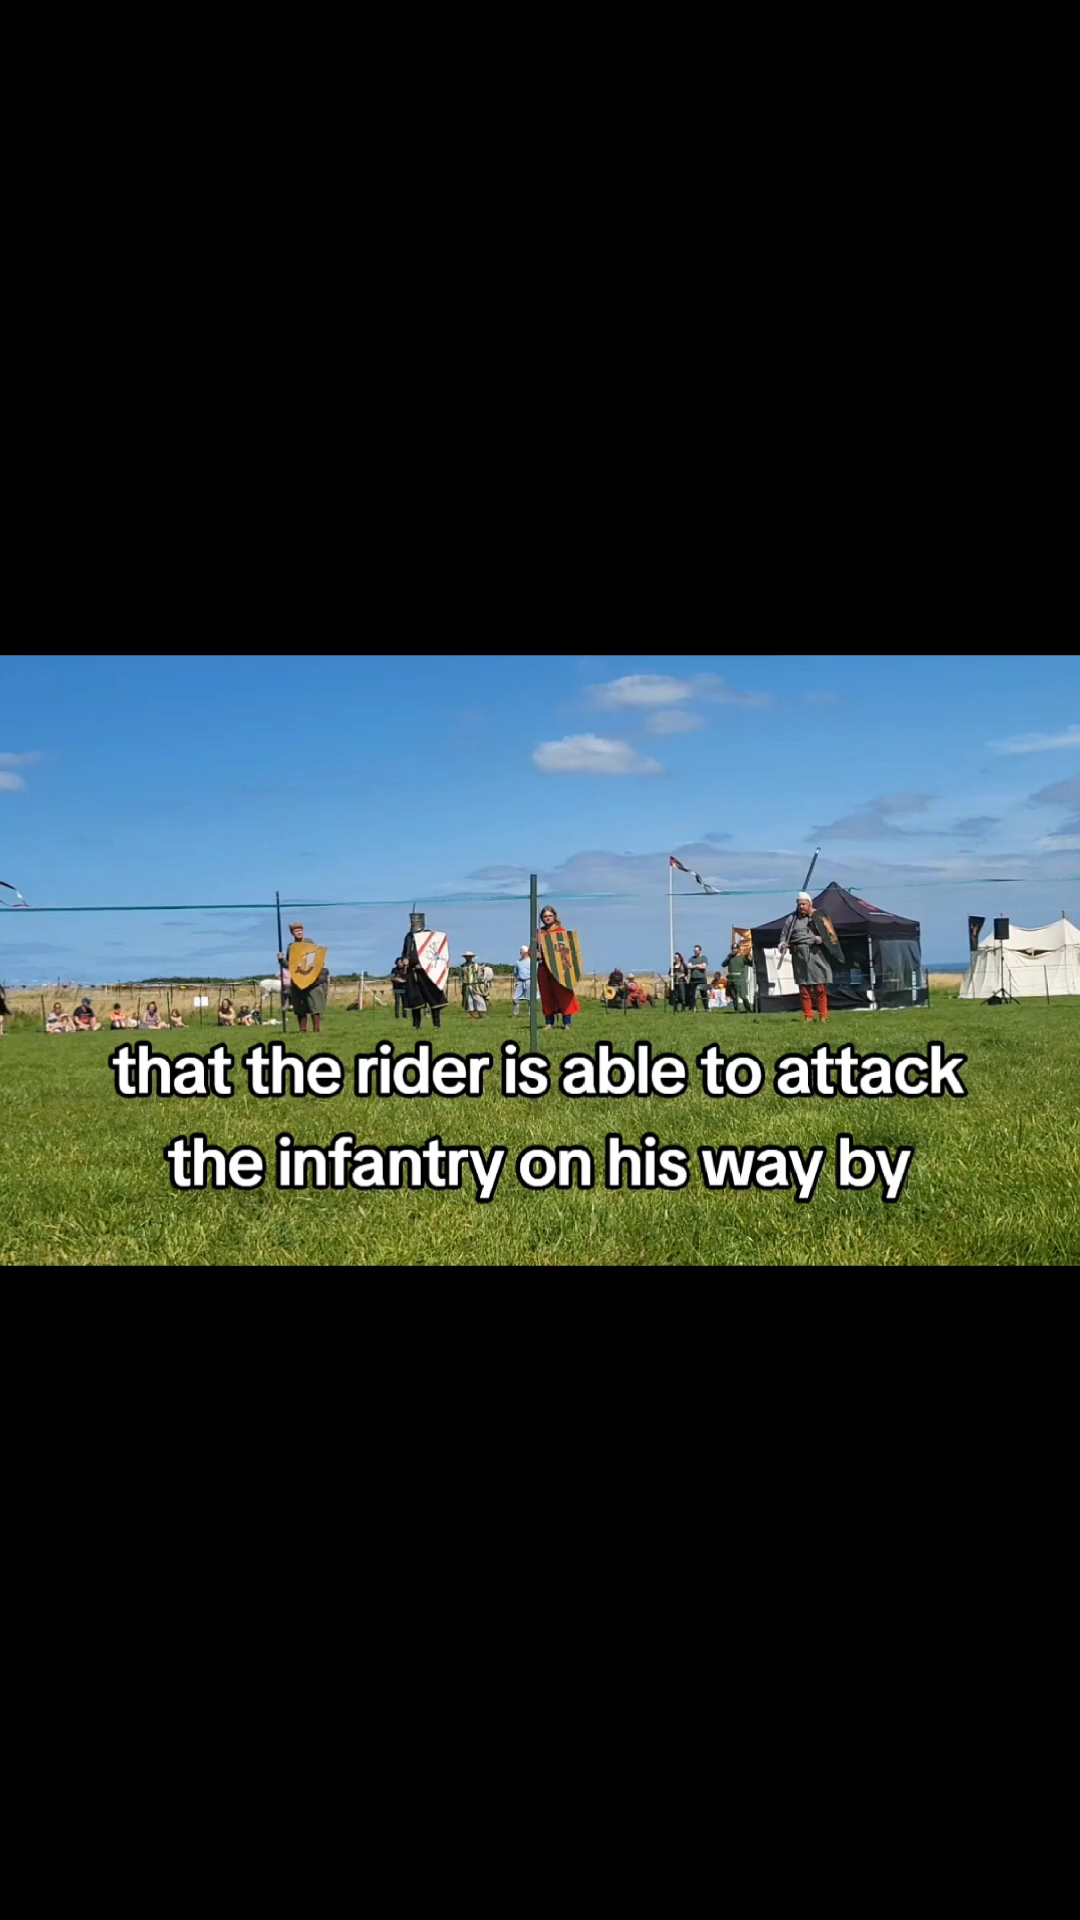 that the rider is able to attack
the infantry on his way by